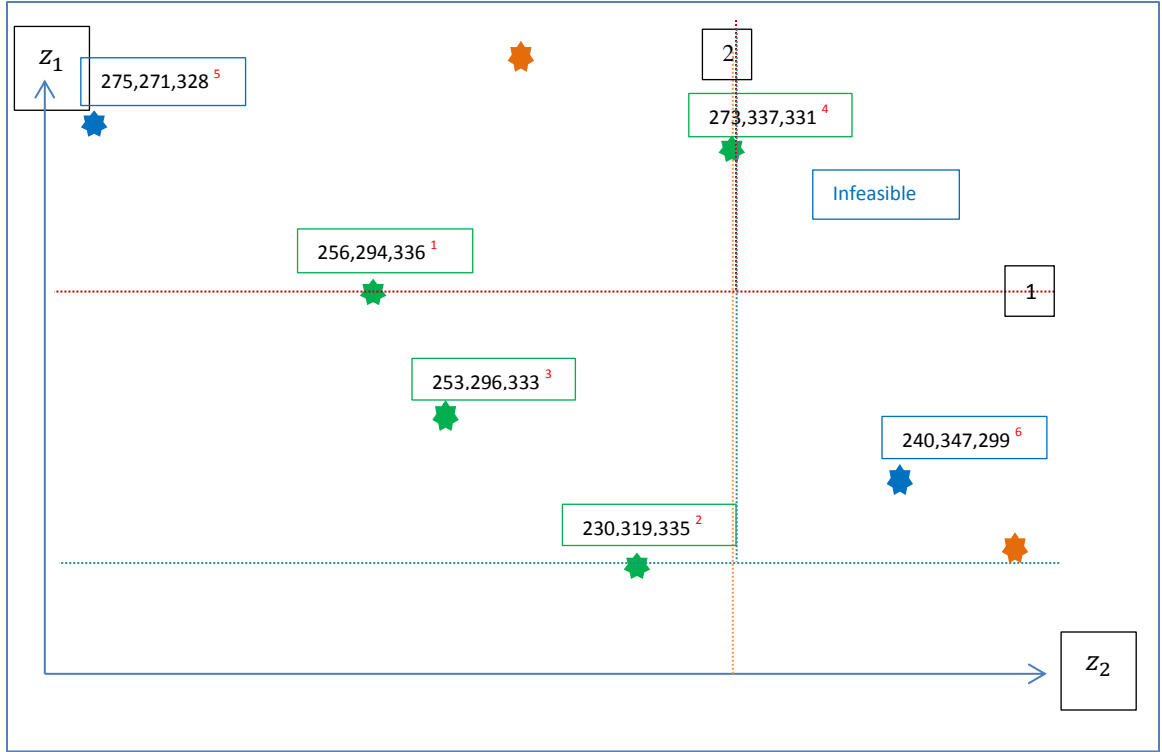 z₁
2
275,271,328 ⁵
273,337,331 ⁴
Infeasible
256,294,336 ¹
1
253,296,333 ³
240,347,299 ⁶
230,319,335 ²
z₂